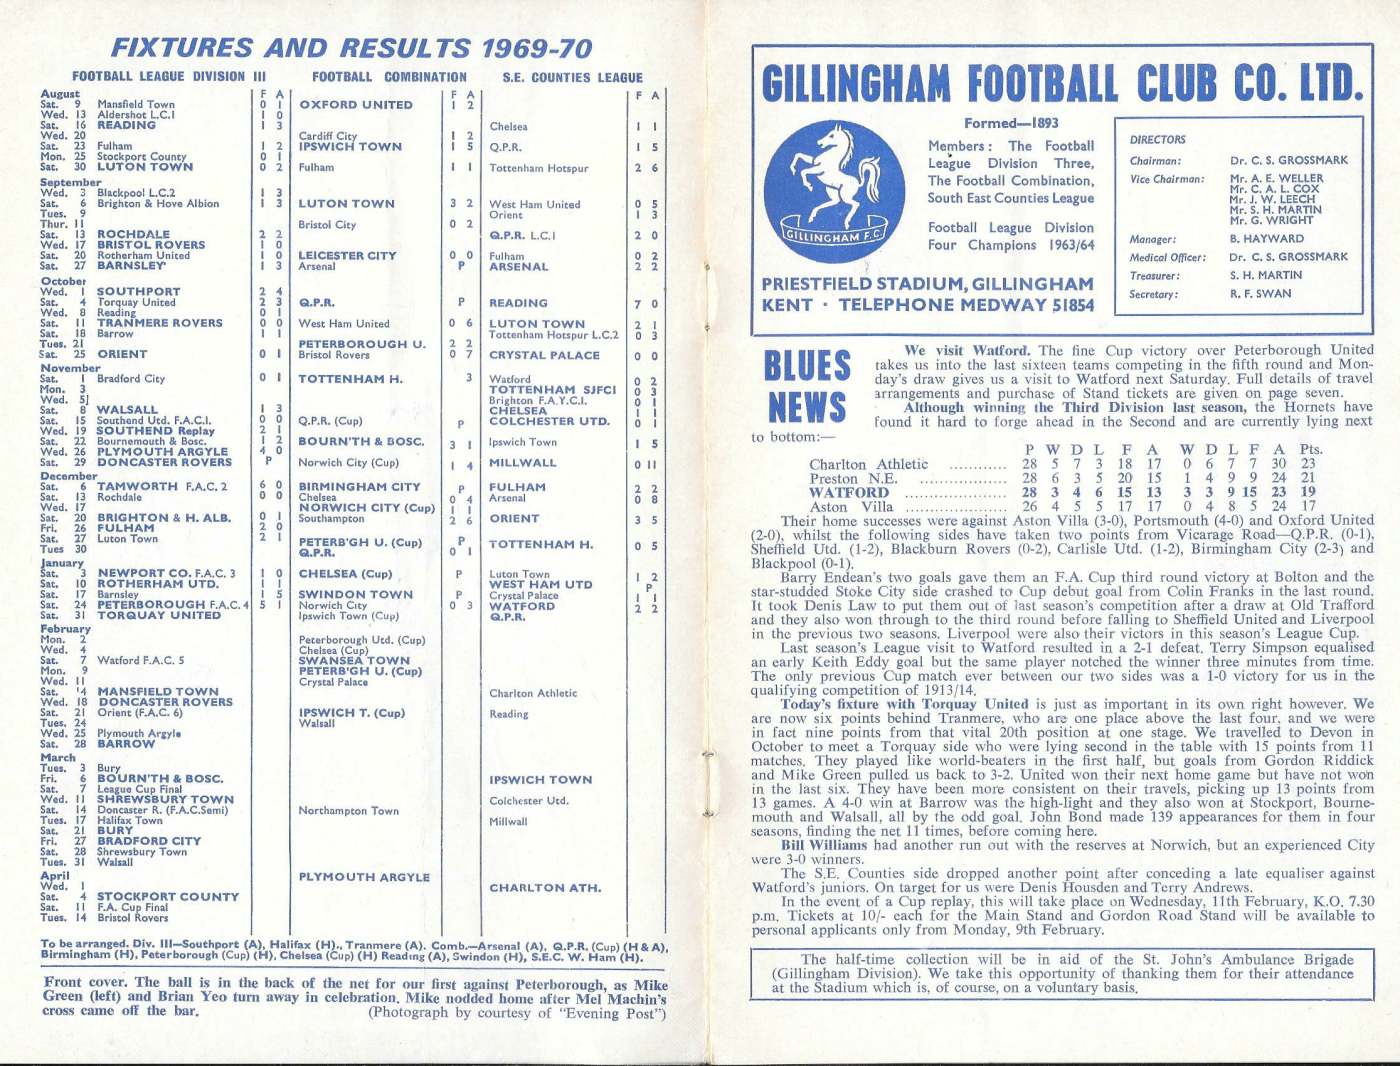 FIXTURES AND RESULTS 1969-70
FOOTBALL LEAGUE DIVISION III FOOTBALL COMBINATION S.E. COUNTIES LEAGUE
August F A F A F A
Sat. 9 Mansfield Town 0 1 OXFORD UNITED 1 2
Wed. 13 Aldershot L.C.1 1 0
Sat. 16 READING 1 3 Chelsea 1 1
Wed. 20 Cardiff City 1 2
Sat. 23 Fulham 1 2 IPSWICH TOWN 1 5 Q.P.R. 1 5
Mon. 25 Stockport County 0 1
Sat. 30 LUTON TOWN 0 2 Fulham 1 1 Tottenham Hotspur 2 6
September
Wed. 3 Blackpool L.C.2 1 3
Sat. 6 Brighton & Hove Albion 1 3 LUTON TOWN 3 2 West Ham United 0 5
Tues. 9 Orient 1 3
Thur. 11 Bristol City 0 2
Sat. 13 ROCHDALE 2 2 Q.P.R. L.C.1 2 0
Wed. 17 BRISTOL ROVERS 1 0
Sat. 20 Rotherham United 1 0 LEICESTER CITY 0 0 Fulham 0 2
Sat. 27 BARNSLEY 1 3 Arsenal P ARSENAL 2 2
October
Wed. 1 SOUTHPORT 2 4
Sat. 4 Torquay United 2 3 Q.P.R. P READING 7 0
Wed. 8 Reading 0 1
Sat. 11 TRANMERE ROVERS 0 0 West Ham United 0 6 LUTON TOWN 2 1
Sat. 18 Barrow 1 1 Tottenham Hotspur L.C.2 0 3
Tues. 21 PETERBOROUGH U. 2 2
Sat. 25 ORIENT 0 1 Bristol Rovers 0 7 CRYSTAL PALACE 0 0
November
Sat. 1 Bradford City 0 1 TOTTENHAM H. 3 Watford 0 2
Mon. 3 TOTTENHAM SJFCI 0 3
Wed. 5 Brighton F.A.Y.C.1 0 1
Sat. 8 WALSALL 1 3 CHELSEA 1 1
Sat. 15 Southend Utd. F.A.C.1. 0 0 Q.P.R. (Cup) P COLCHESTER UTD. 0 1
Wed. 19 SOUTHEND Replay 2 1
Sat. 22 Bournemouth & Bosc. 1 2 BOURN'TH & BOSC. 3 1 Ipswich Town 1 5
Wed. 26 PLYMOUTH ARGYLE 4 0
Sat. 29 DONCASTER ROVERS P Norwich City (Cup) 1 4 MILLWALL 0 11
December
Sat. 6 TAMWORTH F.A.C. 2 6 0 BIRMINGHAM CITY P FULHAM 2 2
Sat. 13 Rochdale 0 0 Chelsea 0 4 Arsenal 0 8
Wed. 17 NORWICH CITY (Cup) 1 1
Sat. 20 BRIGHTON & H. ALB. 0 1 Southampton 2 6 ORIENT 3 5
Fri. 26 FULHAM 2 0
Sat. 27 Luton Town 2 1 PETERB'GH U. (Cup) P TOTTENHAM H. 0 5
Tues 30 Q.P.R. 0 1
January
Sat. 3 NEWPORT CO. F.A.C. 3 1 0 CHELSEA (Cup) P Luton Town 1 2
Sat. 10 ROTHERHAM UTD. 1 1 WEST HAM UTD P
Sat. 17 Barnsley 1 5 SWINDON TOWN P Crystal Palace 1 1
Sat. 24 PETERBOROUGH F.A.C. 4 5 1 Norwich City 0 3 WATFORD 2 2
Sat. 31 TORQUAY UNITED Ipswich Town (Cup) Q.P.R.
February
Mon. 2 Peterborough Utd. (Cup)
Wed. 4 Chelsea (Cup)
Sat. 7 Watford F.A.C. 5 SWANSEA TOWN
Mon. 9 PETERB'GH U. (Cup)
Wed. 11 Crystal Palace
Sat. '4 MANSFIELD TOWN Charlton Athletic
Wed. 18 DONCASTER ROVERS
Sat. 21 Orient (F.A.C. 6) IPSWICH T. (Cup) Reading
Tues. 24 Walsall
Wed. 25 Plymouth Argyle
Sat. 28 BARROW
March
Tues. 3 Bury
Fri. 6 BOURN'TH & BOSC. IPSWICH TOWN
Sat. 7 League Cup Final
Wed. 11 SHREWSBURY TOWN Colchester Utd.
Sat. 14 Doncaster R. (F.A.C.Semi) Northampton Town
Tues. 17 Halifax Town Millwall
Sat. 21 BURY
Fri. 27 BRADFORD CITY
Sat. 28 Shrewsbury Town
Tues. 31 Walsall
April PLYMOUTH ARGYLE
Wed. 1 CHARLTON ATH.
Sat. 4 STOCKPORT COUNTY
Sat. 11 F.A. Cup Final
Tues. 14 Bristol Rovers
To be arranged. Div. III—Southport (A), Halifax (H)., Tranmere (A). Comb.—Arsenal (A), Q.P.R. (Cup) (H & A),
Birmingham (H), Peterborough (Cup) (H), Chelsea (Cup) (H) Reading (A), Swindon (H), S.E.C. W. Ham (H).
Front cover. The ball is in the back of the net for our first against Peterborough, as Mike
Green (left) and Brian Yeo turn away in celebration. Mike nodded home after Mel Machin's
cross came off the bar. (Photograph by courtesy of "Evening Post")
GILLINGHAM FOOTBALL CLUB CO. LTD.
GILLINGHAM F.C.
Formed—1893
Members: The Football
League Division Three,
The Football Combination,
South East Counties League
Football League Division
Four Champions 1963/64
PRIESTFIELD STADIUM, GILLINGHAM
KENT · TELEPHONE MEDWAY 51854
DIRECTORS
Chairman: Dr. C. S. GROSSMARK
Vice Chairman: Mr. A. E. WELLER
Mr. C. A. L. COX
Mr. J. W. LEECH
Mr. S. H. MARTIN
Mr. G. WRIGHT
Manager: B. HAYWARD
Medical Officer: Dr. C. S. GROSSMARK
Treasurer: S. H. MARTIN
Secretary: R. F. SWAN
BLUES
NEWS
We visit Watford. The fine Cup victory over Peterborough United
takes us into the last sixteen teams competing in the fifth round and Mon-
day's draw gives us a visit to Watford next Saturday. Full details of travel
arrangements and purchase of Stand tickets are given on page seven.
Although winning the Third Division last season, the Hornets have
found it hard to forge ahead in the Second and are currently lying next
to bottom:—
P W D L F A W D L F A Pts.
Charlton Athletic ............ 28 5 7 3 18 17 0 6 7 7 30 23
Preston N.E. .................. 28 6 3 5 20 15 1 4 9 9 24 21
WATFORD ..................... 28 3 4 6 15 13 3 3 9 15 23 19
Aston Villa ..................... 26 4 5 5 17 17 0 4 8 5 24 17
Their home successes were against Aston Villa (3-0), Portsmouth (4-0) and Oxford United
(2-0), whilst the following sides have taken two points from Vicarage Road—Q.P.R. (0-1),
Sheffield Utd. (1-2), Blackburn Rovers (0-2), Carlisle Utd. (1-2), Birmingham City (2-3) and
Blackpool (0-1).
Barry Endean's two goals gave them an F.A. Cup third round victory at Bolton and the
star-studded Stoke City side crashed to Cup debut goal from Colin Franks in the last round.
It took Denis Law to put them out of last season's competition after a draw at Old Trafford
and they also won through to the third round before falling to Sheffield United and Liverpool
in the previous two seasons. Liverpool were also their victors in this season's League Cup.
Last season's League visit to Watford resulted in a 2-1 defeat. Terry Simpson equalised
an early Keith Eddy goal but the same player notched the winner three minutes from time.
The only previous Cup match ever between our two sides was a 1-0 victory for us in the
qualifying competition of 1913/14.
Today's fixture with Torquay United is just as important in its own right however. We
are now six points behind Tranmere, who are one place above the last four, and we were
in fact nine points from that vital 20th position at one stage. We travelled to Devon in
October to meet a Torquay side who were lying second in the table with 15 points from 11
matches. They played like world-beaters in the first half, but goals from Gordon Riddick
and Mike Green pulled us back to 3-2. United won their next home game but have not won
in the last six. They have been more consistent on their travels, picking up 13 points from
13 games. A 4-0 win at Barrow was the high-light and they also won at Stockport, Bourne-
mouth and Walsall, all by the odd goal. John Bond made 139 appearances for them in four
seasons, finding the net 11 times, before coming here.
Bill Williams had another run out with the reserves at Norwich, but an experienced City
were 3-0 winners.
The S.E. Counties side dropped another point after conceding a late equaliser against
Watford's juniors. On target for us were Denis Housden and Terry Andrews.
In the event of a Cup replay, this will take place on Wednesday, 11th February, K.O. 7.30
p.m. Tickets at 10/- each for the Main Stand and Gordon Road Stand will be available to
personal applicants only from Monday, 9th February.
The half-time collection will be in aid of the St. John's Ambulance Brigade
(Gillingham Division). We take this opportunity of thanking them for their attendance
at the Stadium which is, of course, on a voluntary basis.